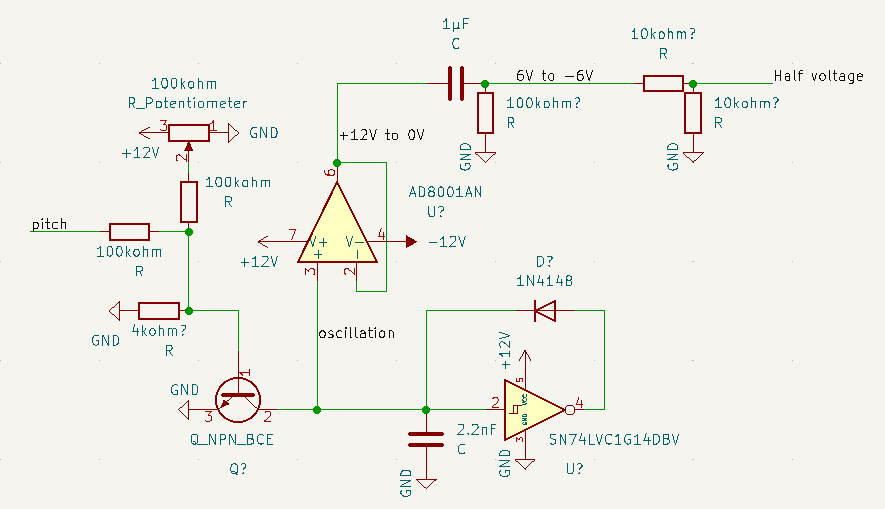 1µF
C
10kohm?
R
6V to -6V
Half voltage
100kohm
R_Potentiometer
3
1
GND
+12V
2
100kohm?
R
GND
10kohm?
R
GND
+12V to 0V
6
100kohm
R
AD8001AN
U?
pitch
100kohm
R
7
V+
V-
4
+
-
+12V
-12V
3
2
D?
1N4148
GND
4kohm?
R
oscillation
+12V
GND
1
3
2
Q_NPN_BCE
Q?
2.2nF
C
GND
5
VCC
2
4
GND
3
GND
SN74LVC1G14DBV
U?